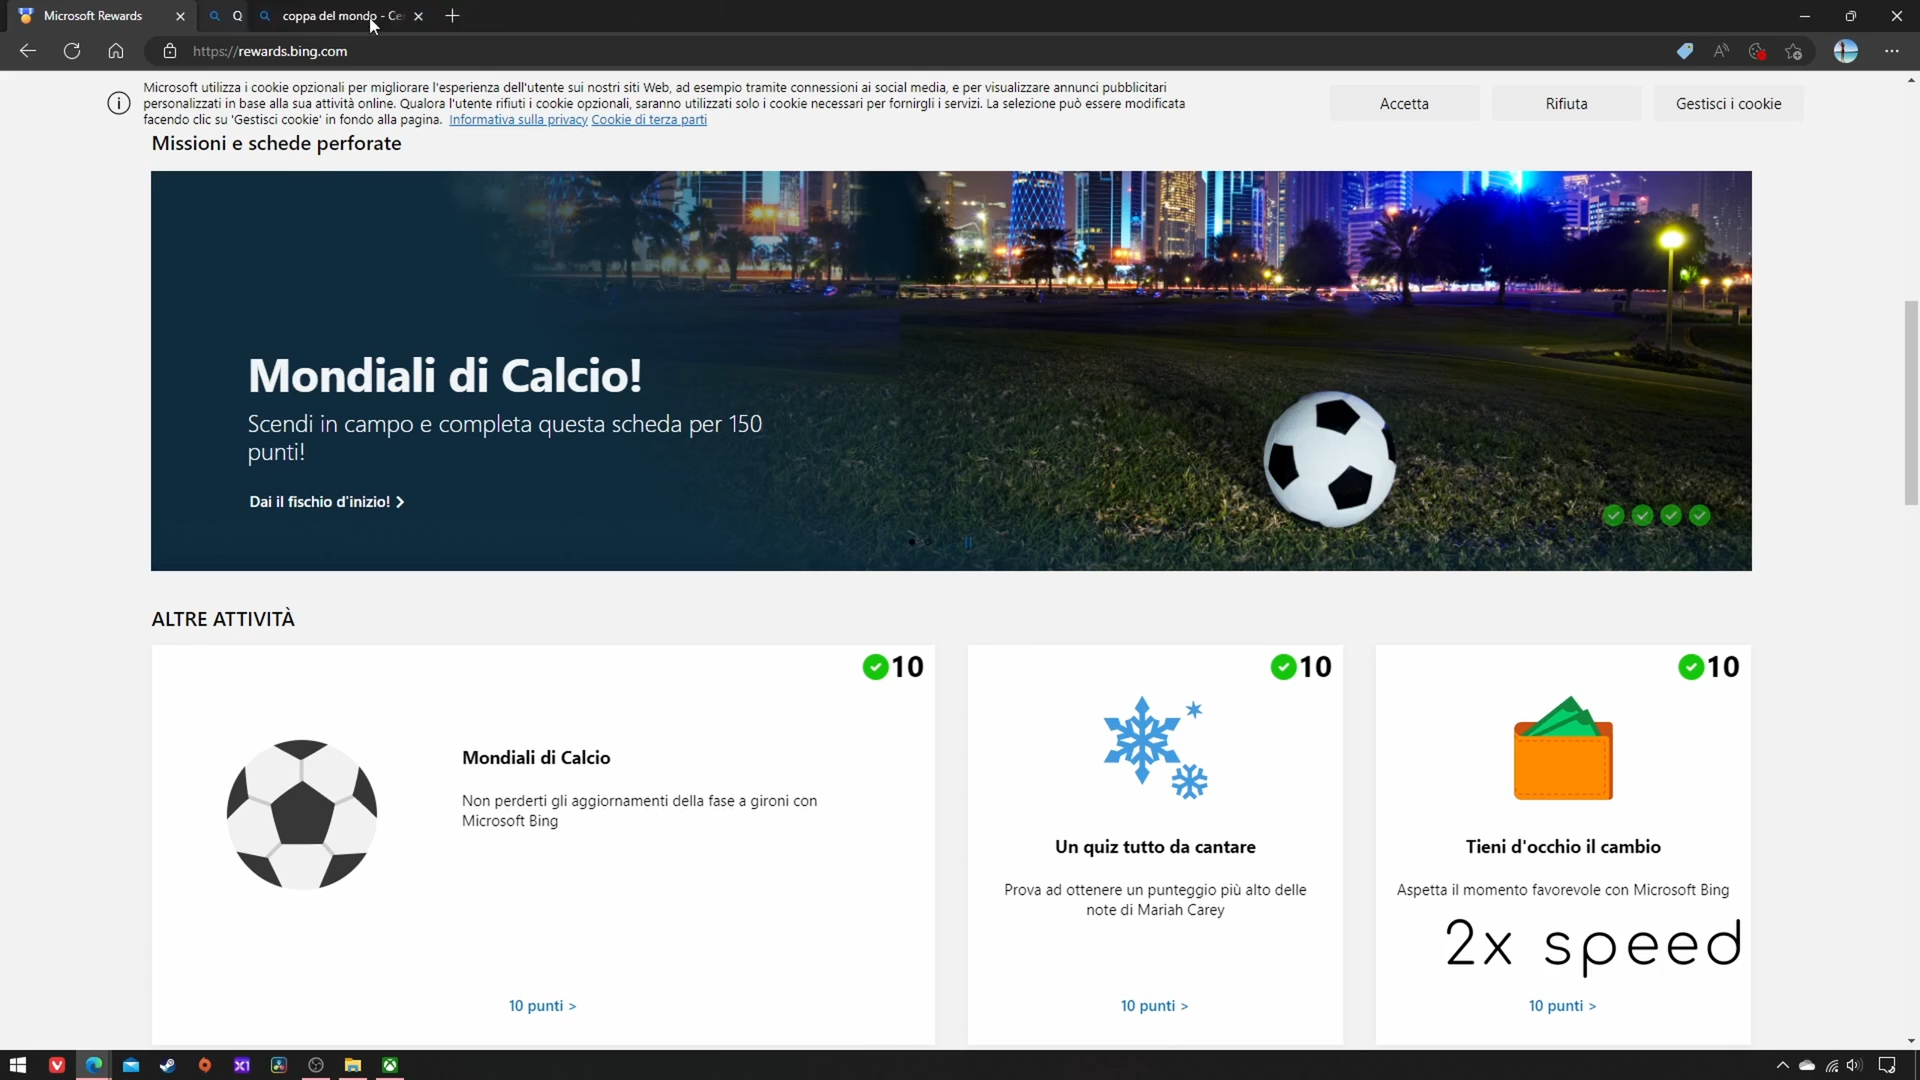 Microsoft Rewards
Q
coppa del mondo - Ce
https://rewards.bing.com
Microsoft utilizza i cookie opzionali per migliorare l'esperienza dell'utente sui nostri siti Web, ad esempio tramite connessioni ai social media, e per visualizzare annunci pubblicitari
personalizzati in base alla sua attività online. Qualora l'utente rifiuti i cookie opzionali, saranno utilizzati solo i cookie necessari per fornirgli i servizi. La selezione può essere modificata
facendo clic su 'Gestisci cookie' in fondo alla pagina. Informativa sulla privacy Cookie di terza parti
Accetta
Rifiuta
Gestisci i cookie
Missioni e schede perforate
Mondiali di Calcio!
Scendi in campo e completa questa scheda per 150
punti!
Dai il fischio d'inizio! >
ALTRE ATTIVITÀ
10
Mondiali di Calcio
Non perderti gli aggiornamenti della fase a gironi con
Microsoft Bing
10 punti >
10
Un quiz tutto da cantare
Prova ad ottenere un punteggio più alto delle
note di Mariah Carey
10 punti >
10
Tieni d'occhio il cambio
Aspetta il momento favorevole con Microsoft Bing
2x speed
10 punti >
X1